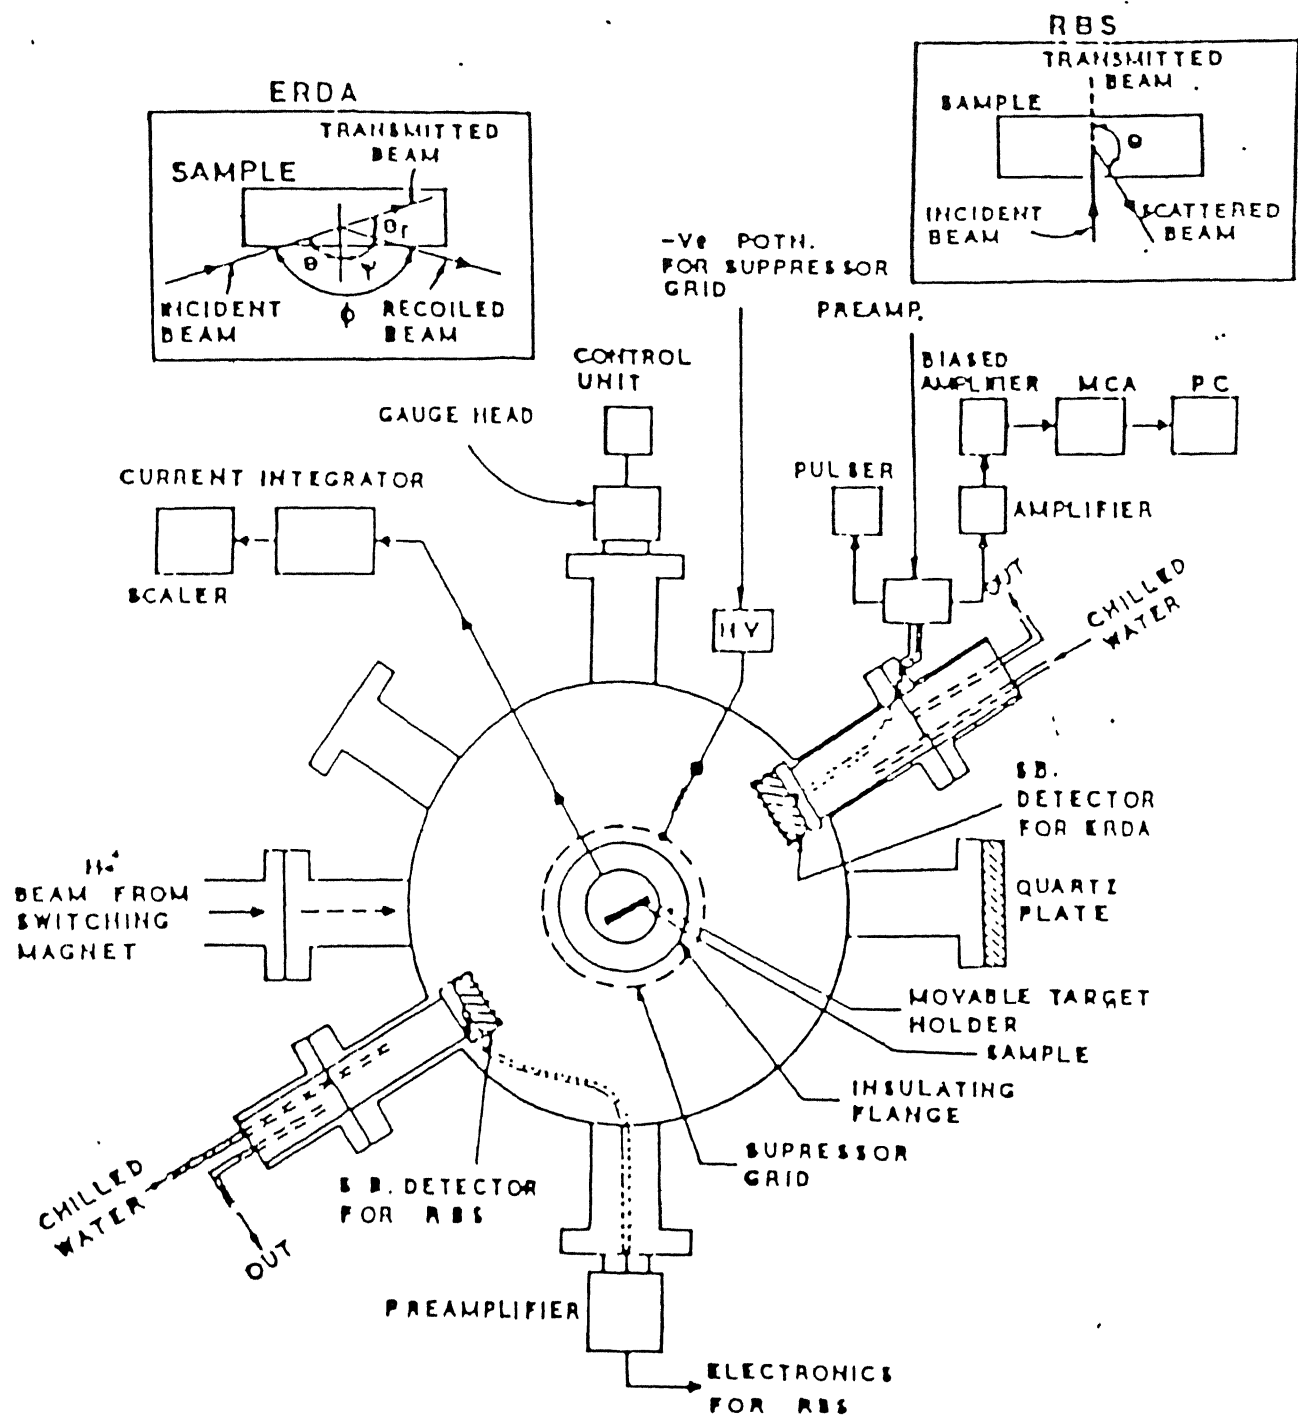 RBS
TRANSMITTED
BEAM
SAMPLE
θ
INCIDENT
BEAM
SCATTERED
BEAM
ERDA
TRANSMITTED
BEAM
SAMPLE
θr
θ
γ
ϕ
INCIDENT
BEAM
RECOILED
BEAM
-Ve POTN.
FOR SUPPRESSOR
GRID
PREAMP.
CONTROL
UNIT
BIASED
AMPLIFIER
MCA
PC
GAUGE HEAD
PULSER
CURRENT INTEGRATOR
AMPLIFIER
SCALER
OUT
CHILLED
WATER
HV
S.B.
DETECTOR
FOR ERDA
BEAM FROM
SWITCHING
MAGNET
QUARTZ
PLATE
MOVABLE TARGET
HOLDER
SAMPLE
INSULATING
FLANGE
SUPRESSOR
GRID
S B. DETECTOR
FOR RBS
CHILLED
WATER
OUT
PREAMPLIFIER
ELECTRONICS
FOR RBS